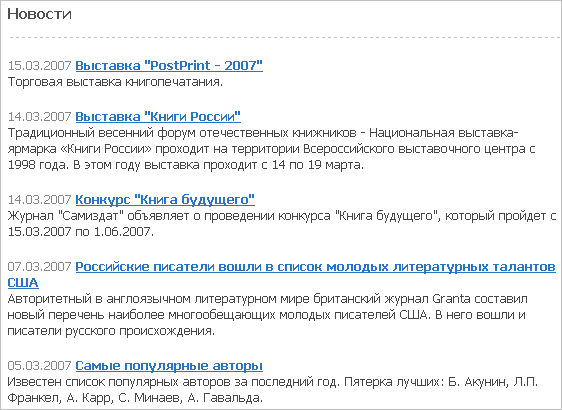 Новости
15.03.2007 Выставка "PostPrint - 2007"
Торговая выставка книгопечатания.
14.03.2007 Выставка "Книги России"
Традиционный весенний форум отечественных книжников - Национальная выставка-
ярмарка «Книги России» проходит на территории Всероссийского выставочного центра с
1998 года. В этом году выставка проходит с 14 по 19 марта.
14.03.2007 Конкурс "Книга будущего"
Журнал "Самиздат" объявляет о проведении конкурса "Книга будущего", который пройдет с
15.03.2007 по 1.06.2007.
07.03.2007 Российские писатели вошли в список молодых литературных талантов
США
Авторитетный в англоязычном литературном мире британский журнал Granta составил
новый перечень наиболее многообещающих молодых писателей США. В него вошли и
писатели русского происхождения.
05.03.2007 Самые популярные авторы
Известен список популярных авторов за последний год. Пятерка лучших: Б. Акунин, Л.П.
Франкел, А. Карр, С. Минаев, А. Гавальда.